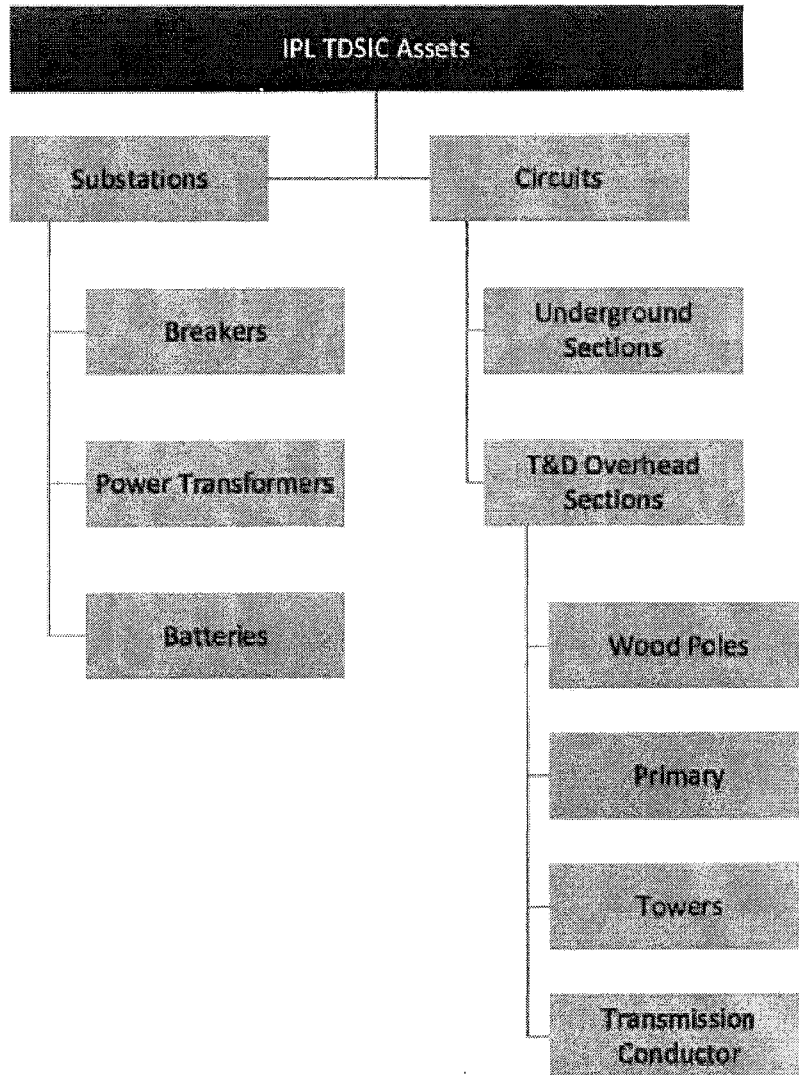 IPL TDSIC Assets
Substations
Circuits
Breakers
Underground
Sections
Power Transformers
T&D Overhead
Sections
Batteries
Wood Poles
Primary
Towers
Transmission
Conductor